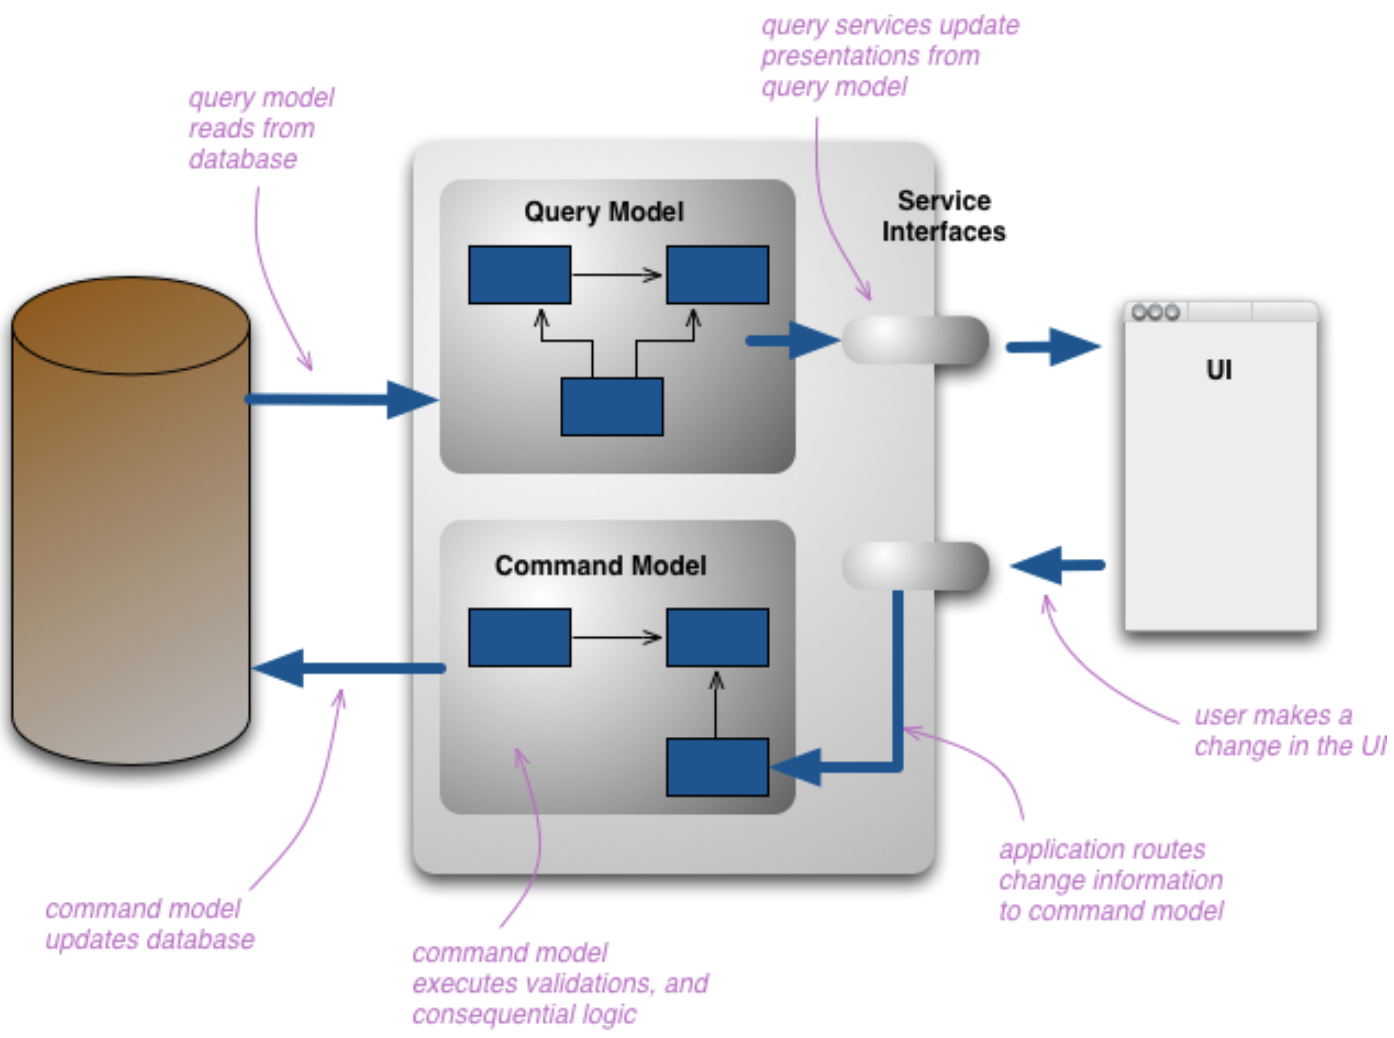 query services update
presentations from
query model
query model
reads from
database
Query Model
Service
Interfaces
UI
Command Model
user makes a
change in the UI
application routes
change information
to command model
command model
updates database
command model
executes validations, and
consequential logic